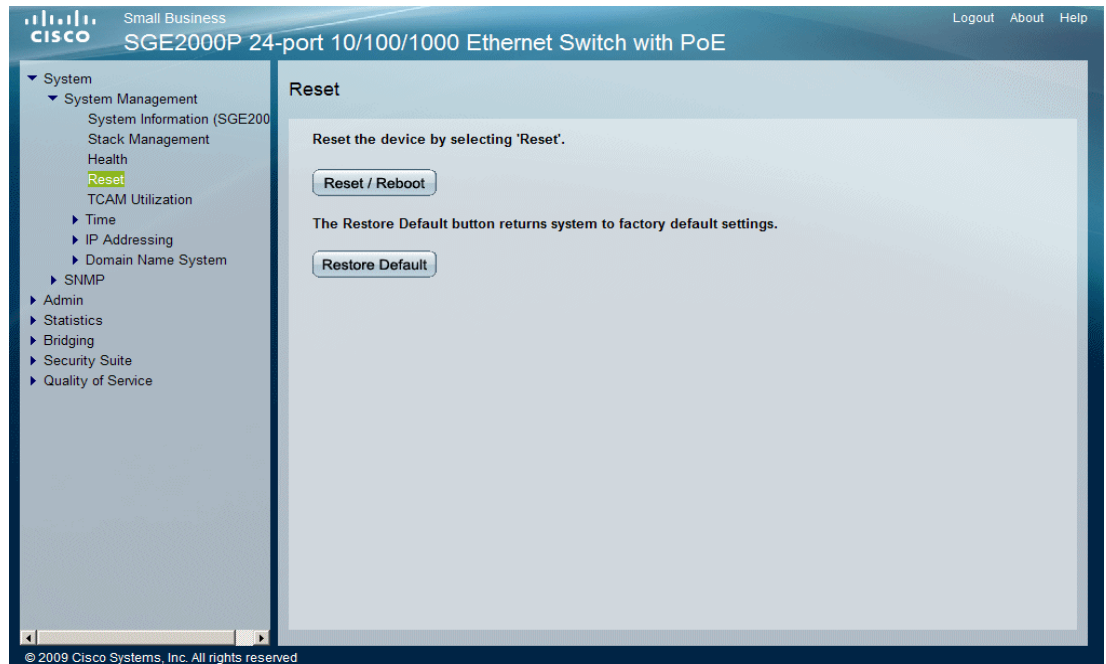 Small Business
Logout About Help
CISCO
SGE2000P 24-port 10/100/1000 Ethernet Switch with PoE
System
System Management
System Information (SGE200
Stack Management
Health
Reset
TCAM Utilization
Time
IP Addressing
Domain Name System
SNMP
Admin
Statistics
Bridging
Security Suite
Quality of Service
Reset
Reset the device by selecting 'Reset'.
Reset / Reboot
The Restore Default button returns system to factory default settings.
Restore Default
© 2009 Cisco Systems, Inc. All rights reserved